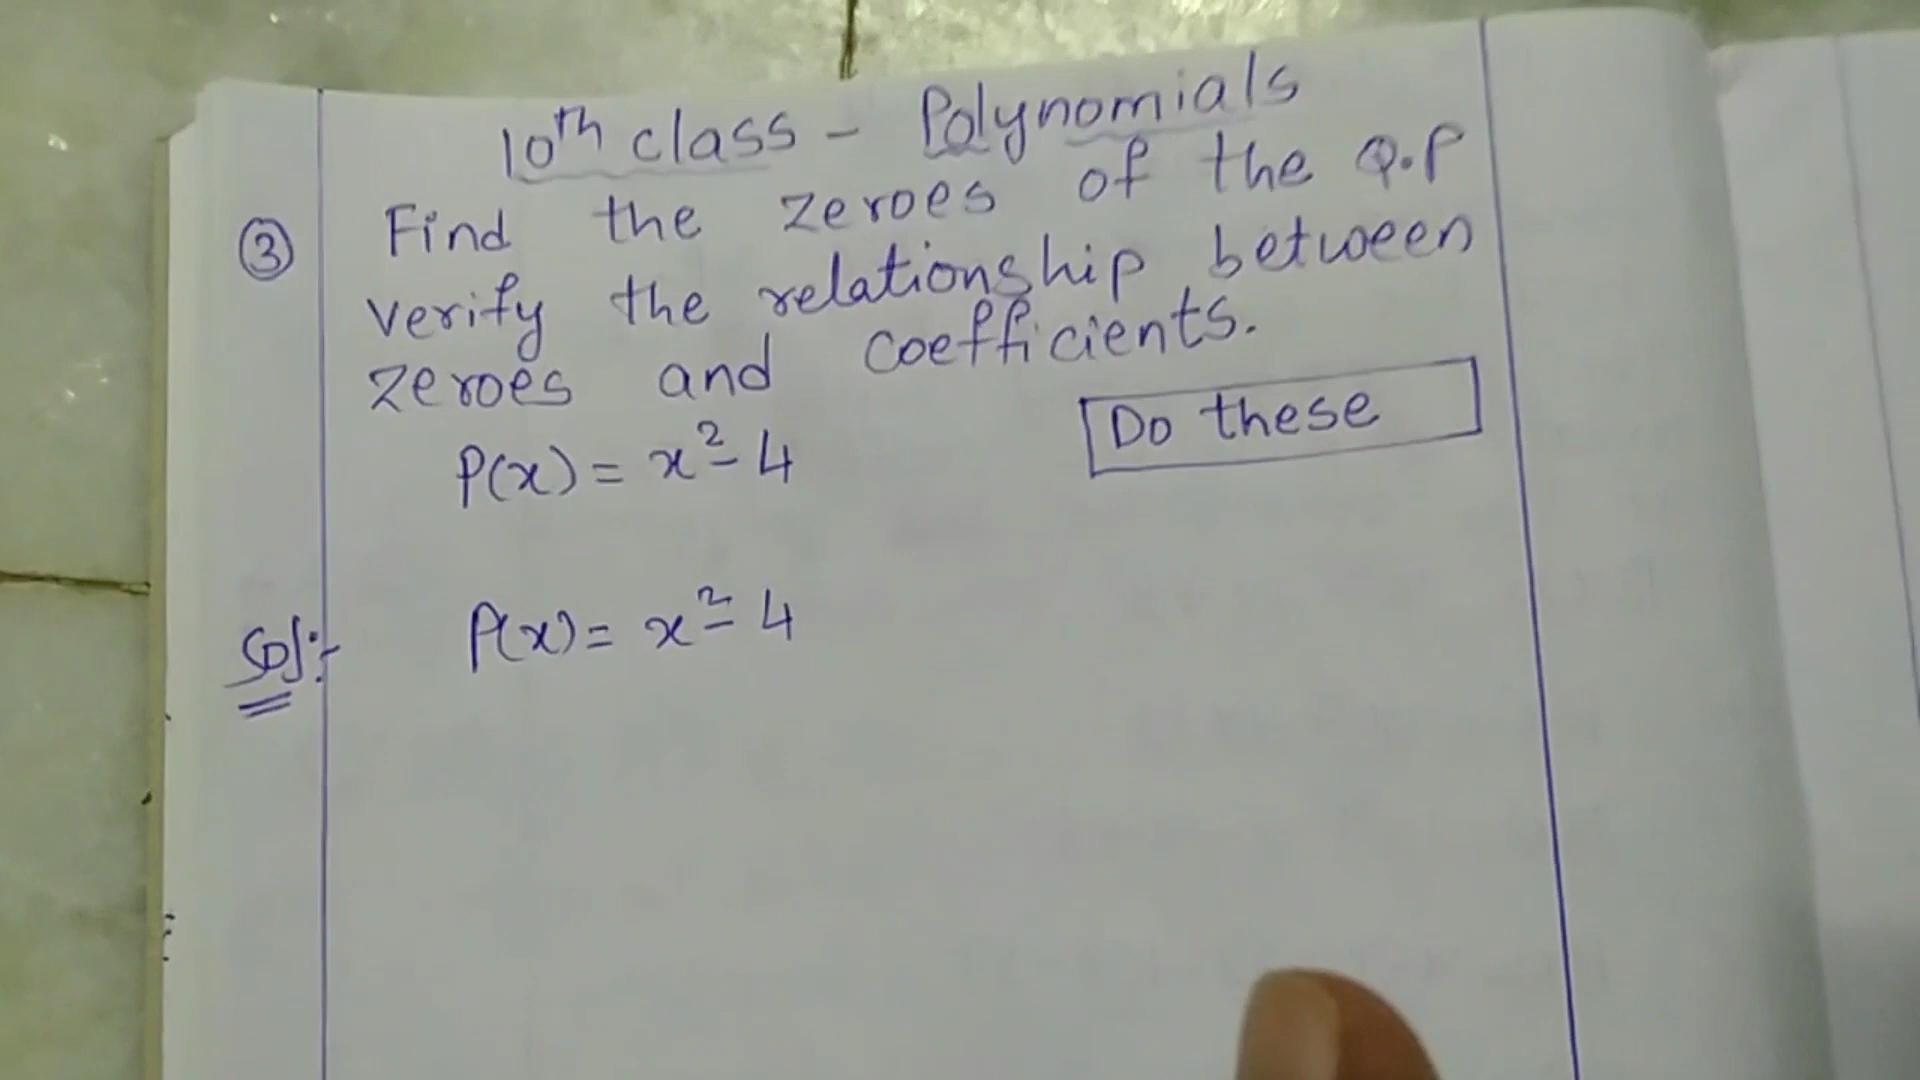 10th class - Polynomials
③ Find the zeroes of the Q.P
verify the relationship between
zeroes and coefficients.
Do these
P(x) = x² - 4
Sol:- P(x) = x² - 4